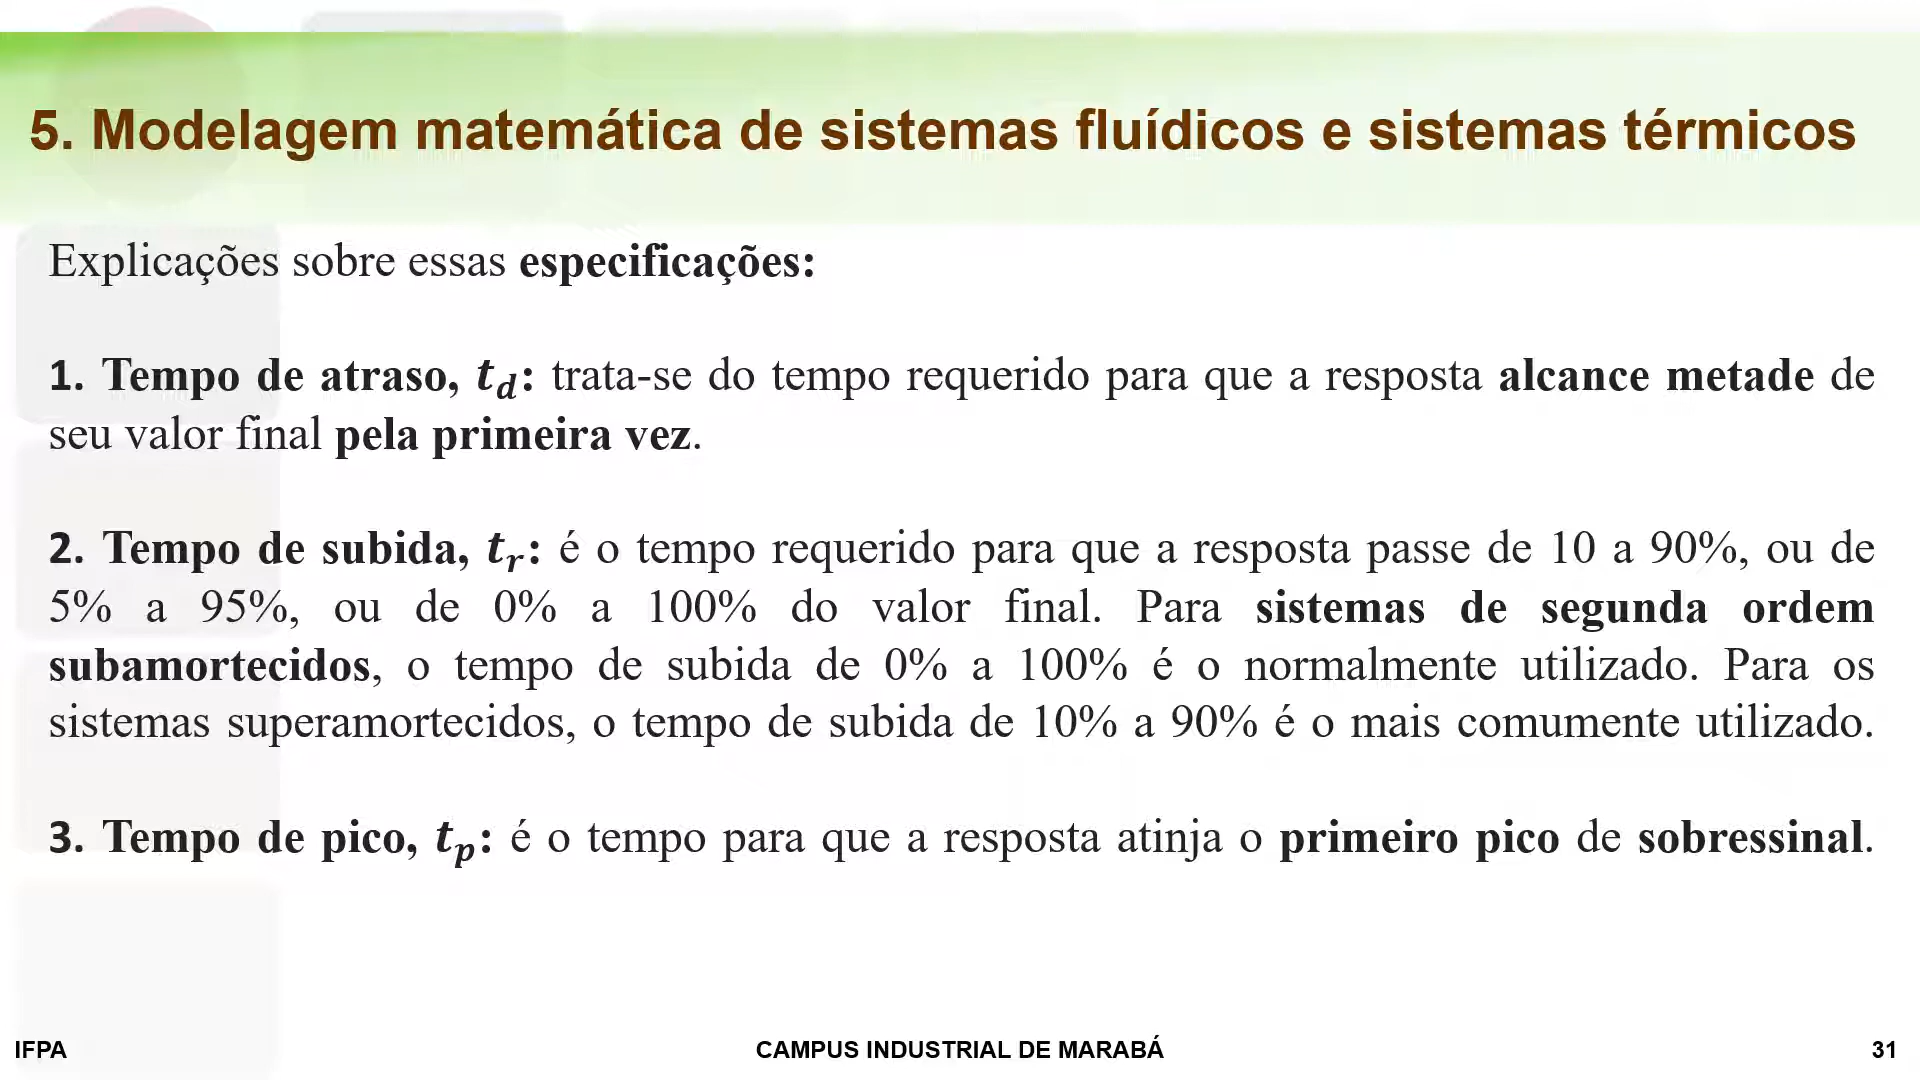 5. Modelagem matemática de sistemas fluídicos e sistemas térmicos
Explicações sobre essas especificações:
1. Tempo de atraso, t_d: trata-se do tempo requerido para que a resposta alcance metade de
seu valor final pela primeira vez.
2. Tempo de subida, t_r: é o tempo requerido para que a resposta passe de 10 a 90%, ou de
5% a 95%, ou de 0% a 100% do valor final. Para sistemas de segunda ordem
subamortecidos, o tempo de subida de 0% a 100% é o normalmente utilizado. Para os
sistemas superamortecidos, o tempo de subida de 10% a 90% é o mais comumente utilizado.
3. Tempo de pico, t_p: é o tempo para que a resposta atinja o primeiro pico de sobressinal.
IFPA CAMPUS INDUSTRIAL DE MARABÁ 31